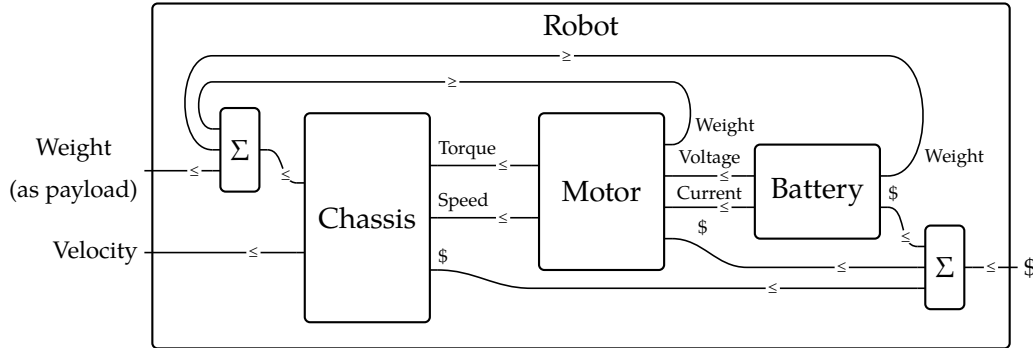 Robot
≥
≥
Weight
Weight
(as payload)
≤
Σ
≤
Torque
≤
Voltage
≤
Weight
Chassis
Motor
Battery
Speed
≤
Current
≤
$
$
≤
Velocity
≤
$
≤
Σ
≤
$
≤